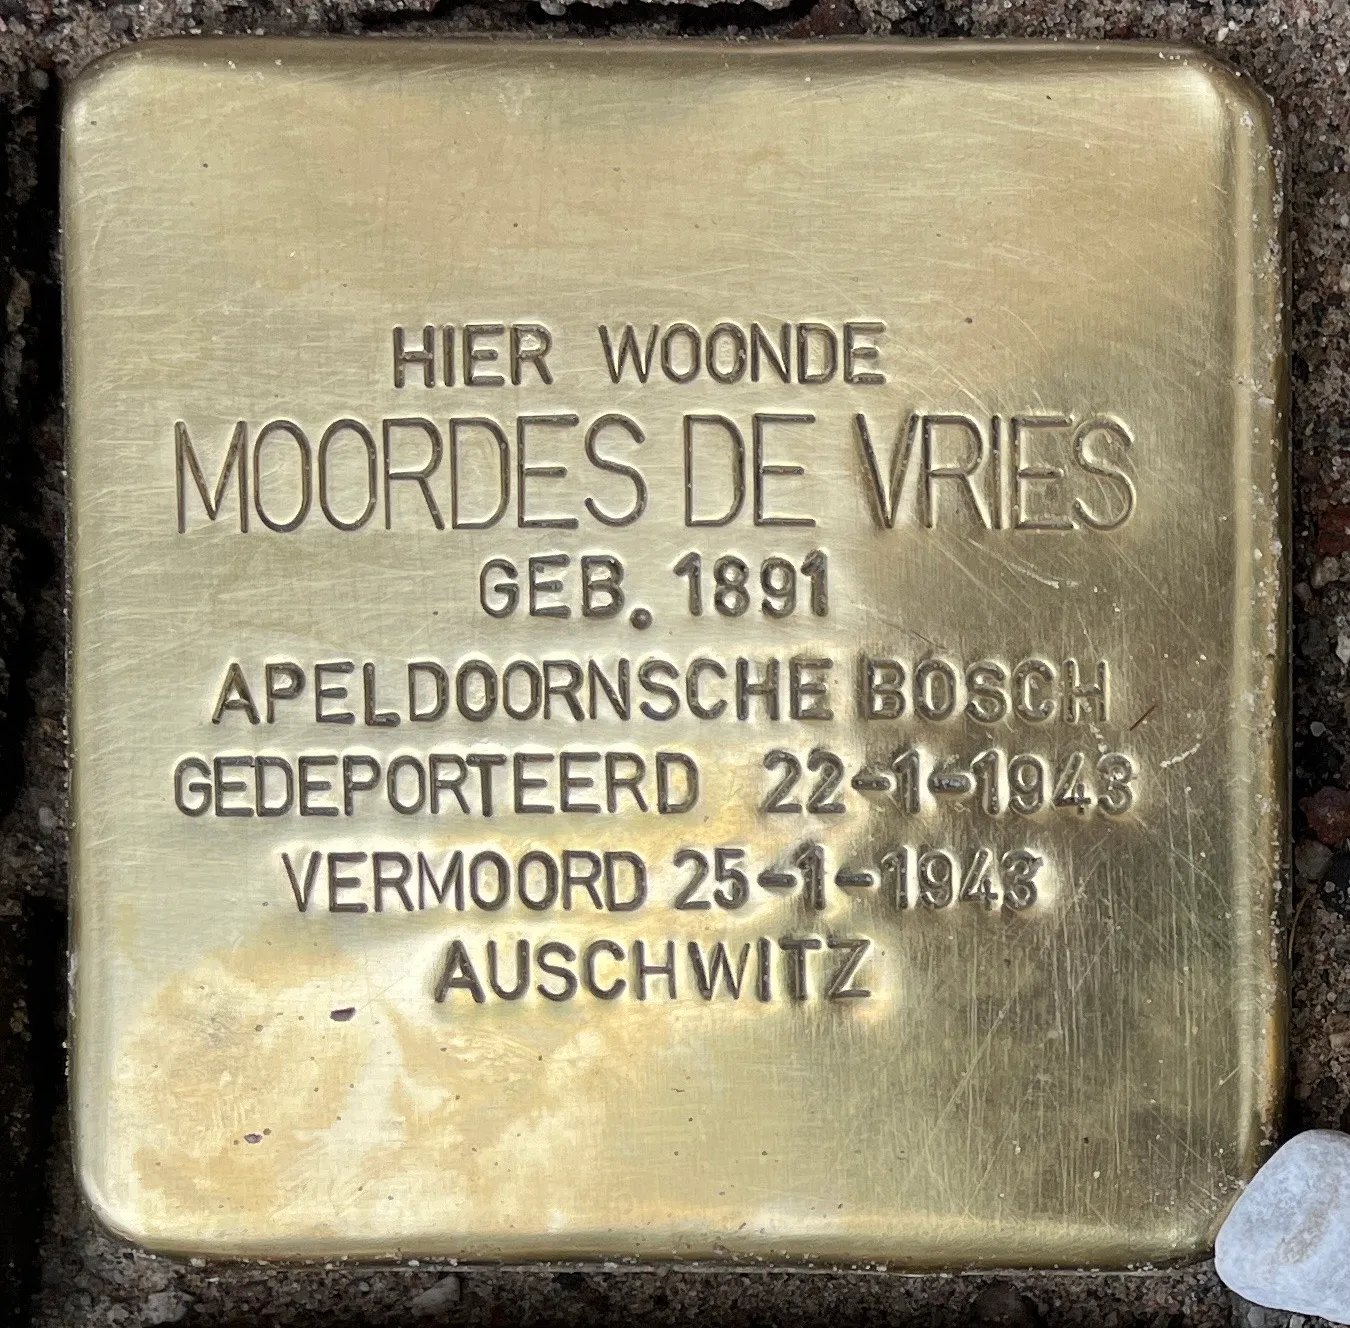 HIER WOONDE
MOORDES DE VRIES
GEB. 1891
APELDOORNSCHE BOSCH
GEDEPORTEERD 22-1-1943
VERMOORD 25-1-1943
AUSCHWITZ